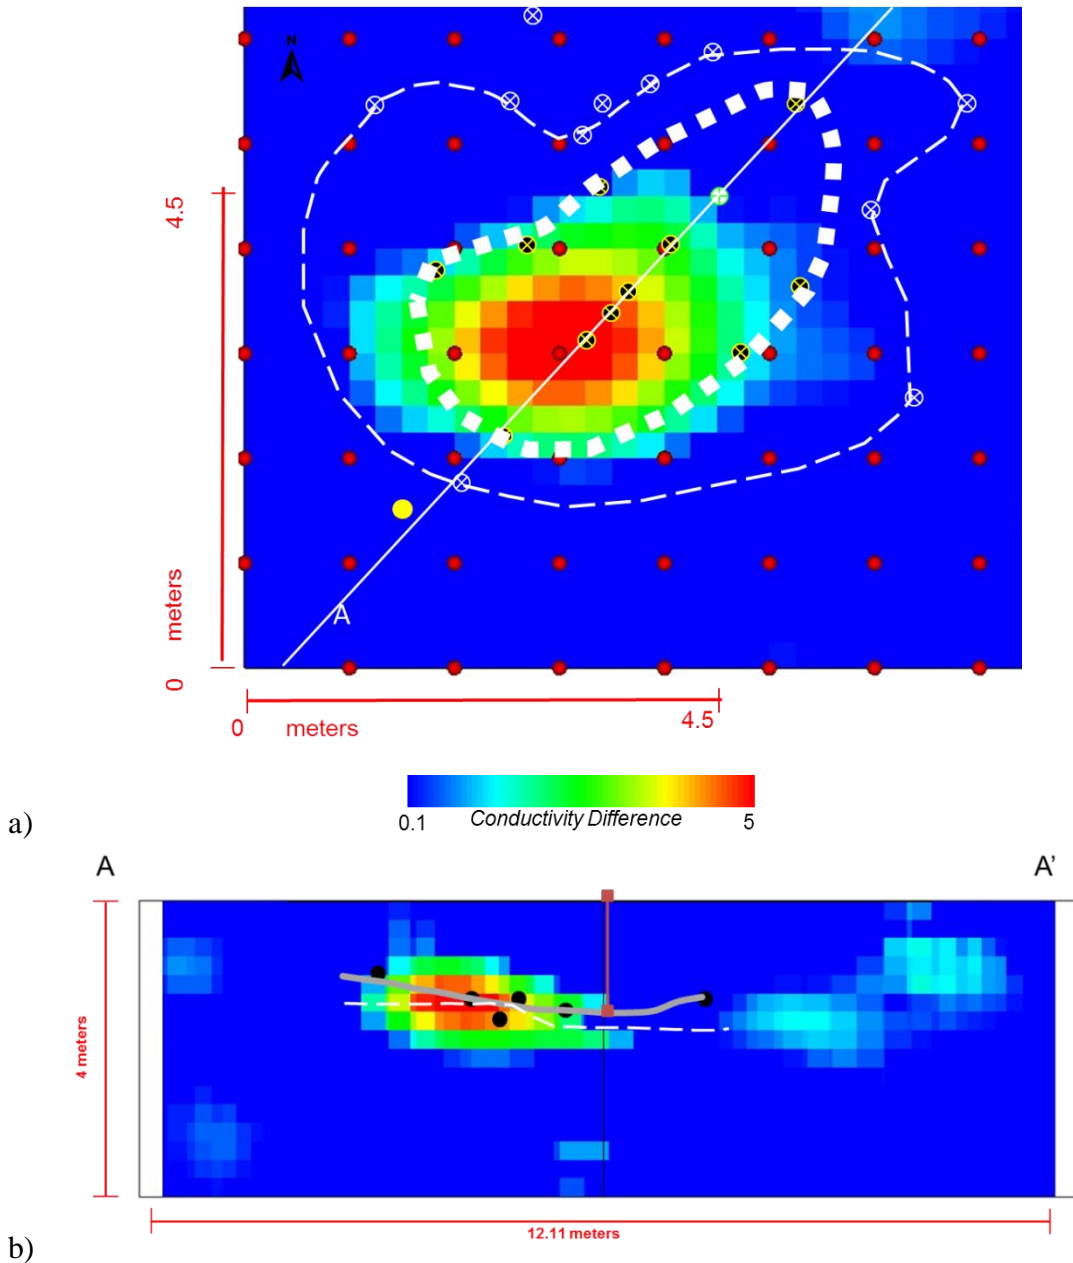 N
4.5
meters
0
A
0 meters 4.5
0.1 Conductivity Difference 5
a)
A A'
4 meters
12.11 meters
b)